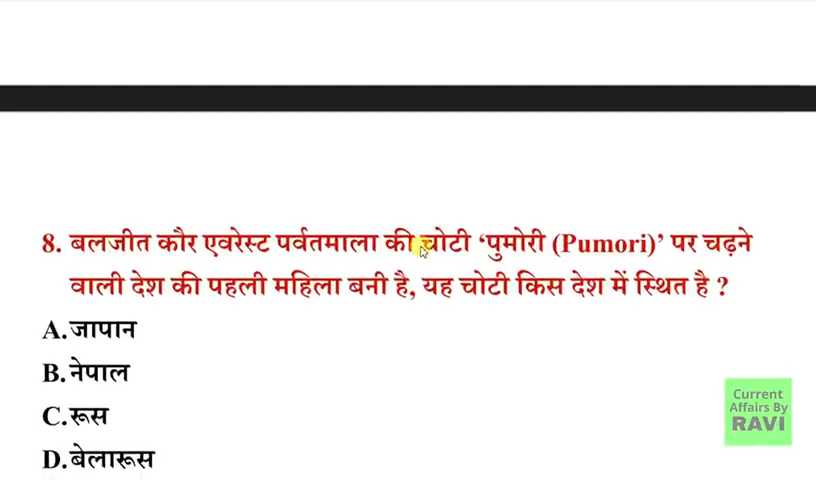 8. बलजीत कौर एवरेस्ट पर्वतमाला की चोटी ‘पुमोरी (Pumori)’ पर चढ़ने
वाली देश की पहली महिला बनी है, यह चोटी किस देश में स्थित है ?
A.जापान
B.नेपाल
C.रूस
D.बेलारूस
Current
Affairs By
RAVI